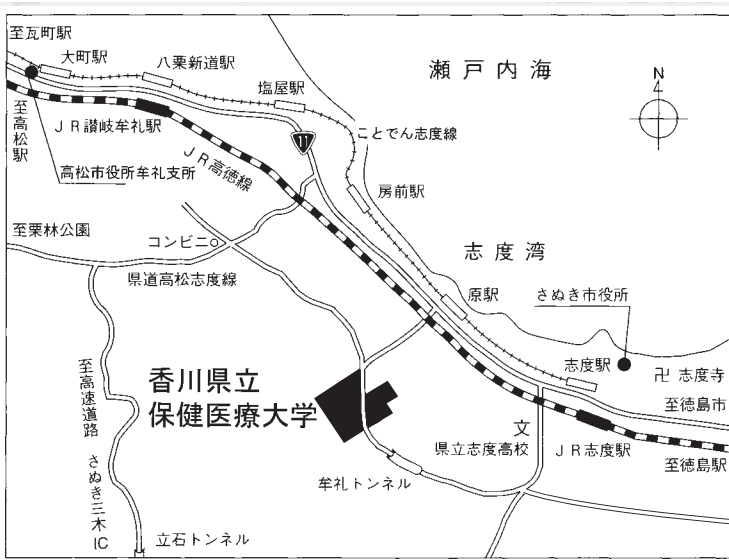 至瓦町駅
大町駅
八栗新道駅
塩屋駅
瀬戸内海
N
至高松駅
JR讃岐牟礼駅
11
ことでん志度線
高松市役所牟礼支所
JR高徳線
房前駅
至栗林公園
コンビニ
志度湾
県道高松志度線
原駅
さぬき市役所
至高速道路 さぬき三木IC
香川県立
保健医療大学
志度駅
卍 志度寺
至徳島市
文
県立志度高校
JR志度駅
至徳島駅
牟礼トンネル
立石トンネル